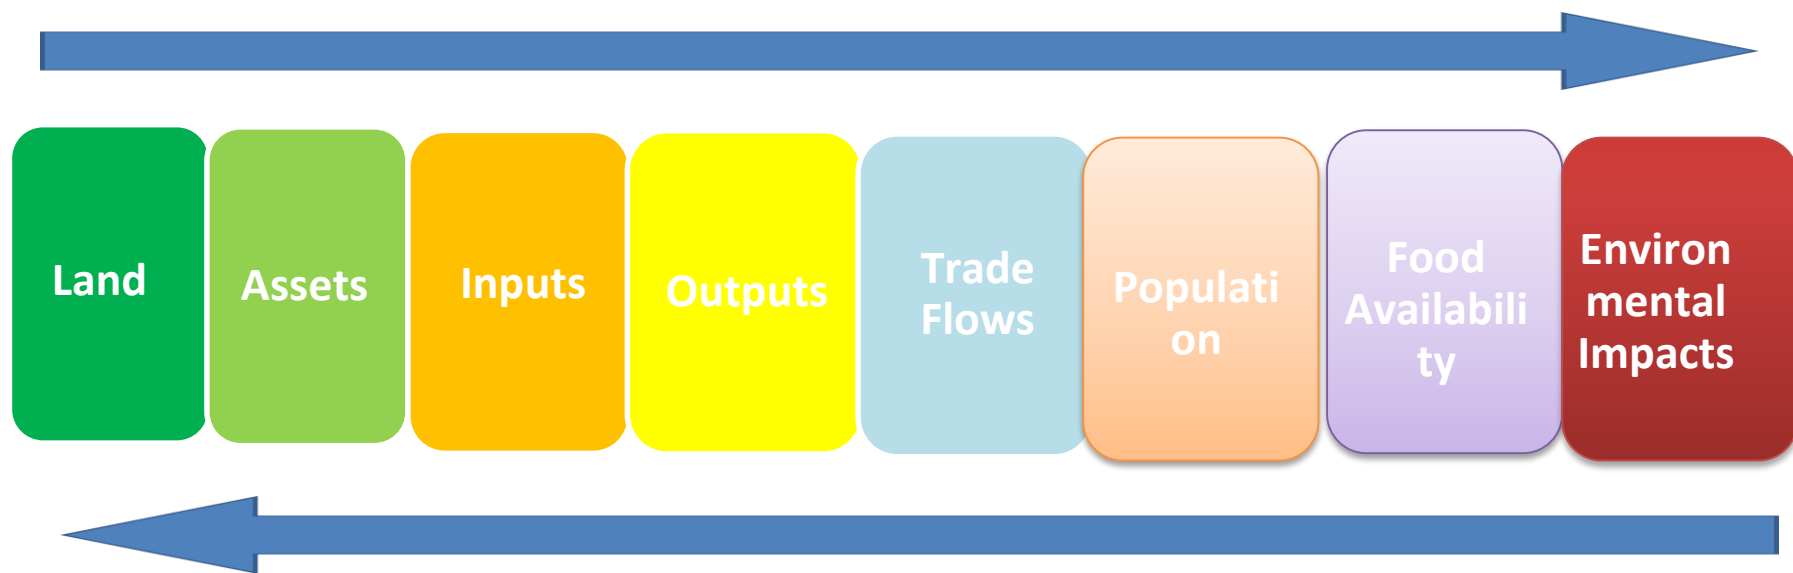 Land
Assets
Inputs
Outputs
Trade
Flows
Populati
on
Food
Availabili
ty
Environ
mental
Impacts